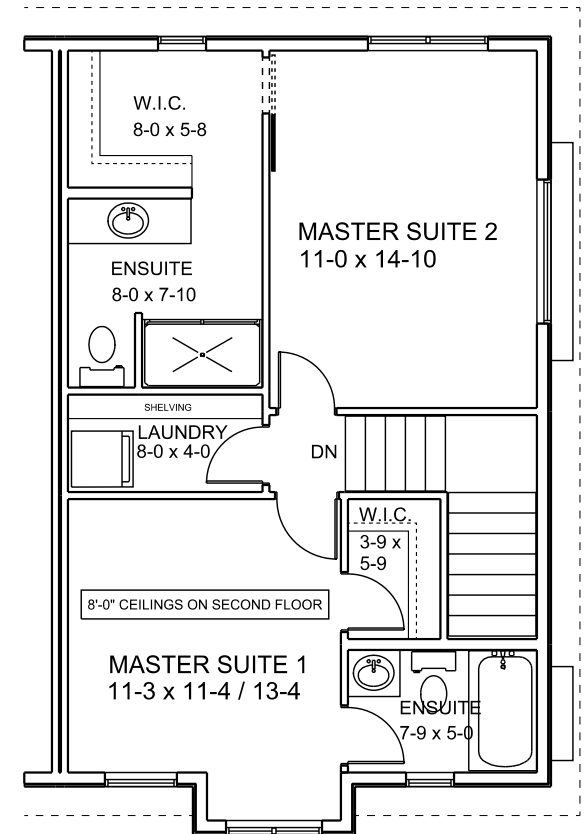 W.I.C.
8-0 x 5-8
MASTER SUITE 2
11-0 x 14-10
ENSUITE
8-0 x 7-10
SHELVING
LAUNDRY
8-0 x 4-0
DN
W.I.C.
3-9 x
5-9
8'-0" CEILINGS ON SECOND FLOOR
MASTER SUITE 1
11-3 x 11-4 / 13-4
ENSUITE
7-9 x 5-0